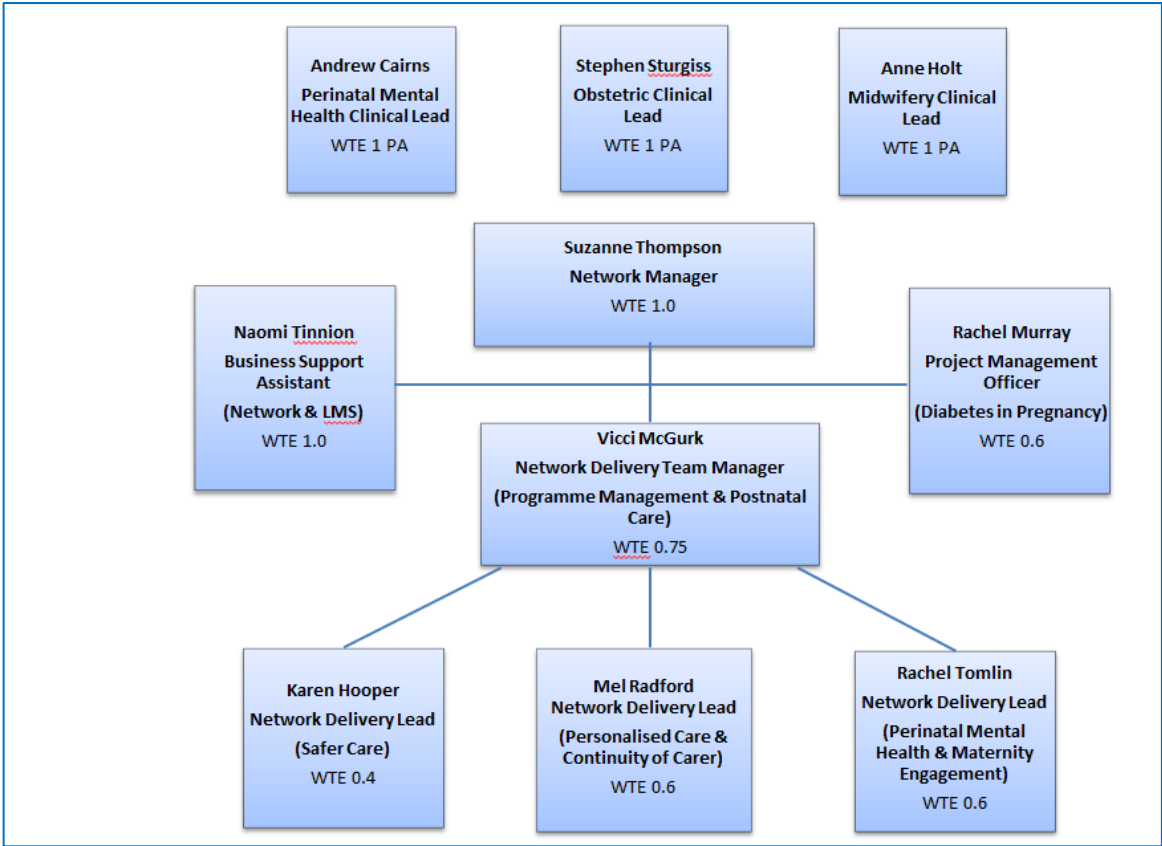 Andrew Cairns
Perinatal Mental
Health Clinical Lead
WTE 1 PA
Stephen Sturgiss
Obstetric Clinical
Lead
WTE 1 PA
Anne Holt
Midwifery Clinical
Lead
WTE 1 PA
Suzanne Thompson
Network Manager
WTE 1.0
Naomi Tinnion
Business Support
Assistant
(Network & LMS)
WTE 1.0
Rachel Murray
Project Management
Officer
(Diabetes in Pregnancy)
WTE 0.6
Vicci McGurk
Network Delivery Team Manager
(Programme Management & Postnatal
Care)
WTE 0.75
Karen Hooper
Network Delivery Lead
(Safer Care)
WTE 0.4
Mel Radford
Network Delivery Lead
(Personalised Care &
Continuity of Carer)
WTE 0.6
Rachel Tomlin
Network Delivery Lead
(Perinatal Mental
Health & Maternity
Engagement)
WTE 0.6